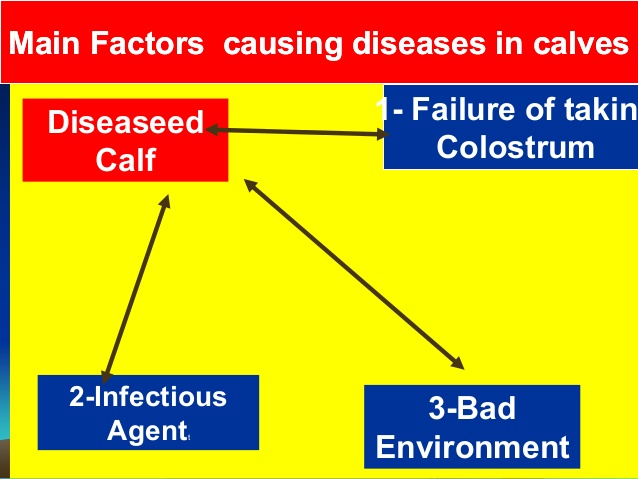 Main Factors  causing diseases in calves
Diseaseed
Calf
1- Failure of takin
Colostrum
2-Infectious
Agent
3-Bad
Environment